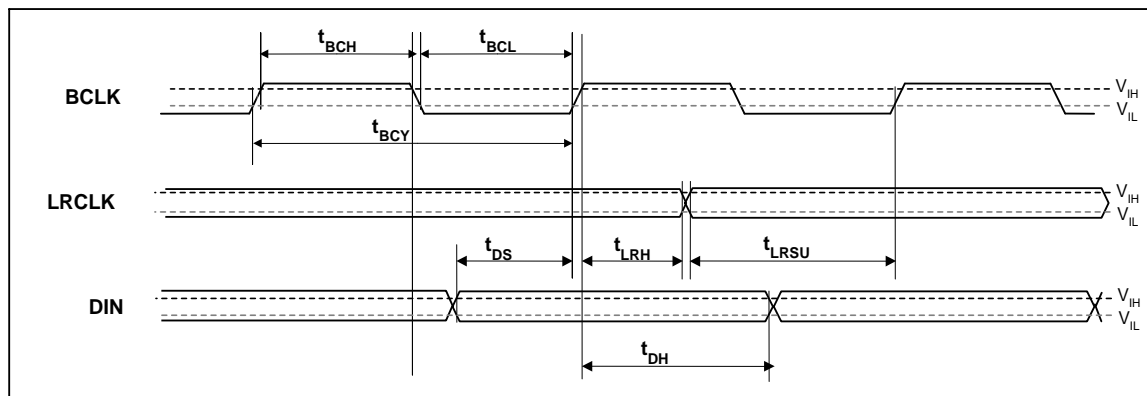 tBCH
tBCL
BCLK
VIH
VIL
tBCY
LRCLK
VIH
VIL
tDS
tLRH
tLRSU
DIN
VIH
VIL
tDH